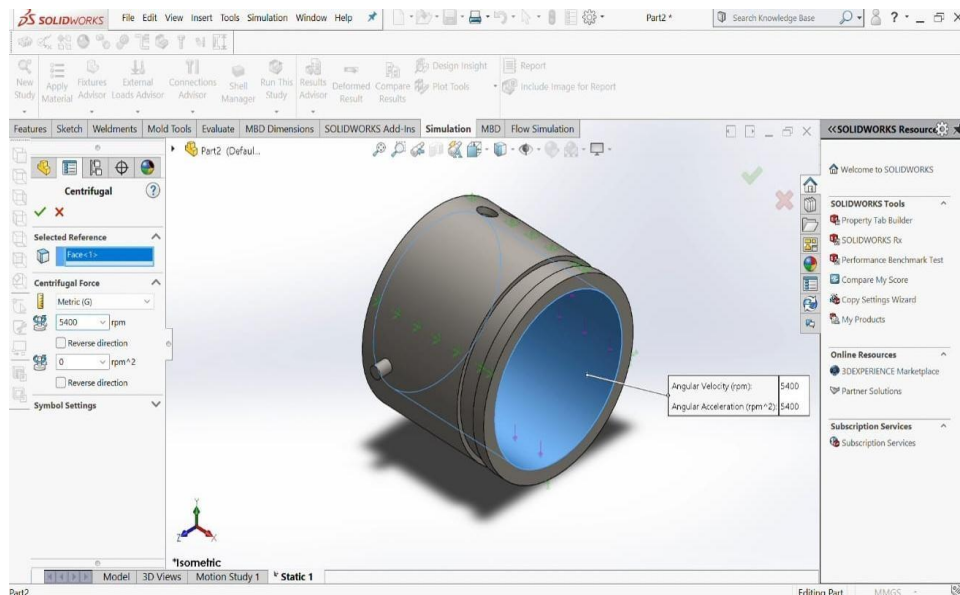 DS SOLIDWORKS File Edit View Insert Tools Simulation Window Help Part2 * Search Knowledge Base ?
New Study Apply Material Fixtures Advisor External Loads Advisor Connections Advisor Shell Manager Run This Study Results Advisor Deformed Result Compare Results Design Insight Plot Tools Report Include Image for Report
Features Sketch Weldments Mold Tools Evaluate MBD Dimensions SOLIDWORKS Add-Ins Simulation MBD Flow Simulation
Part2 (Defaul...
Centrifugal
?
Selected Reference
Face<1>
Centrifugal Force
Metric (G)
5400 rpm
Reverse direction
0 rpm^2
Reverse direction
Symbol Settings
Angular Velocity (rpm): 5400
Angular Acceleration (rpm^2): 5400
Y
Z
X
*Isometric
Model 3D Views Motion Study 1 Static 1
Part2
Editing Part MMGS
<<SOLIDWORKS Resourc
Welcome to SOLIDWORKS
SOLIDWORKS Tools
Property Tab Builder
SOLIDWORKS Rx
Performance Benchmark Test
Compare My Score
Copy Settings Wizard
My Products
Online Resources
3DEXPERIENCE Marketplace
Partner Solutions
Subscription Services
Subscription Services